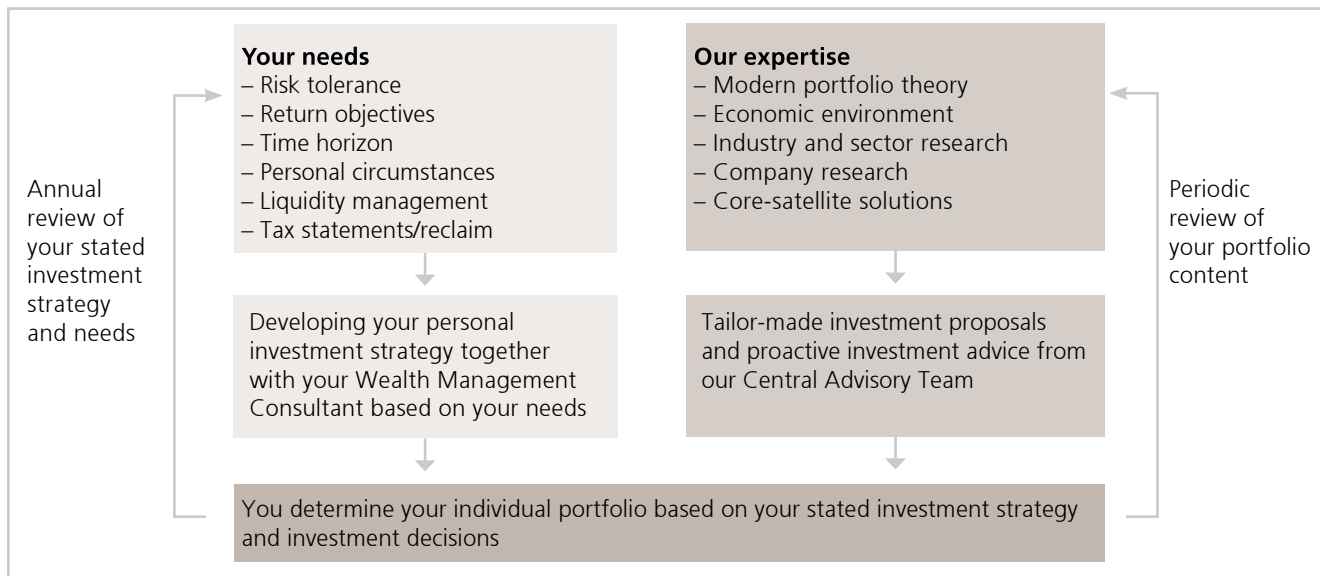 Your needs
– Risk tolerance
– Return objectives
– Time horizon
– Personal circumstances
– Liquidity management
– Tax statements/reclaim
Our expertise
– Modern portfolio theory
– Economic environment
– Industry and sector research
– Company research
– Core-satellite solutions
Annual
review of
your stated
investment
strategy
and needs
Periodic
review of
your portfolio
content
Developing your personal
investment strategy together
with your Wealth Management
Consultant based on your needs
Tailor-made investment proposals
and proactive investment advice from
our Central Advisory Team
You determine your individual portfolio based on your stated investment strategy
and investment decisions